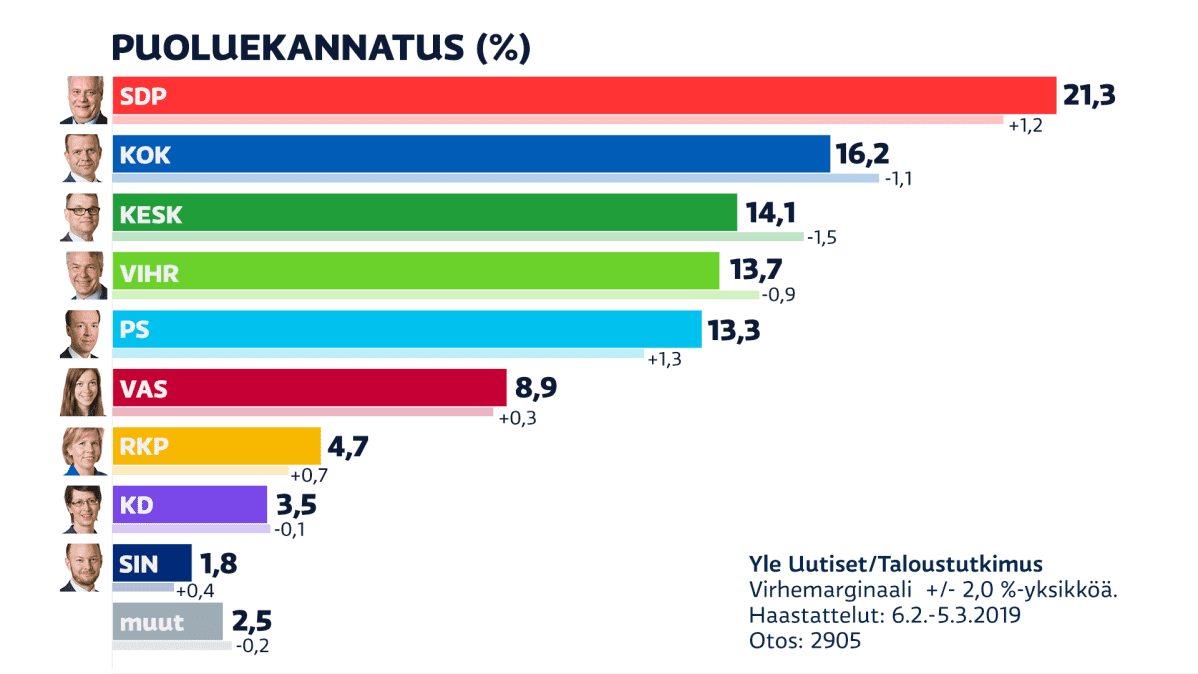 PUOLUEKANNATUS (%)
SDP 21,3
+1,2
KOK 16,2
-1,1
KESK 14,1
-1,5
VIHR 13,7
-0,9
PS 13,3
+1,3
VAS 8,9
+0,3
RKP 4,7
+0,7
KD 3,5
-0,1
SIN 1,8
+0,4
muut 2,5
-0,2
Yle Uutiset/Taloustutkimus
Virhemarginaali +/- 2,0 %-yksikköä.
Haastattelut: 6.2.-5.3.2019
Otos: 2905